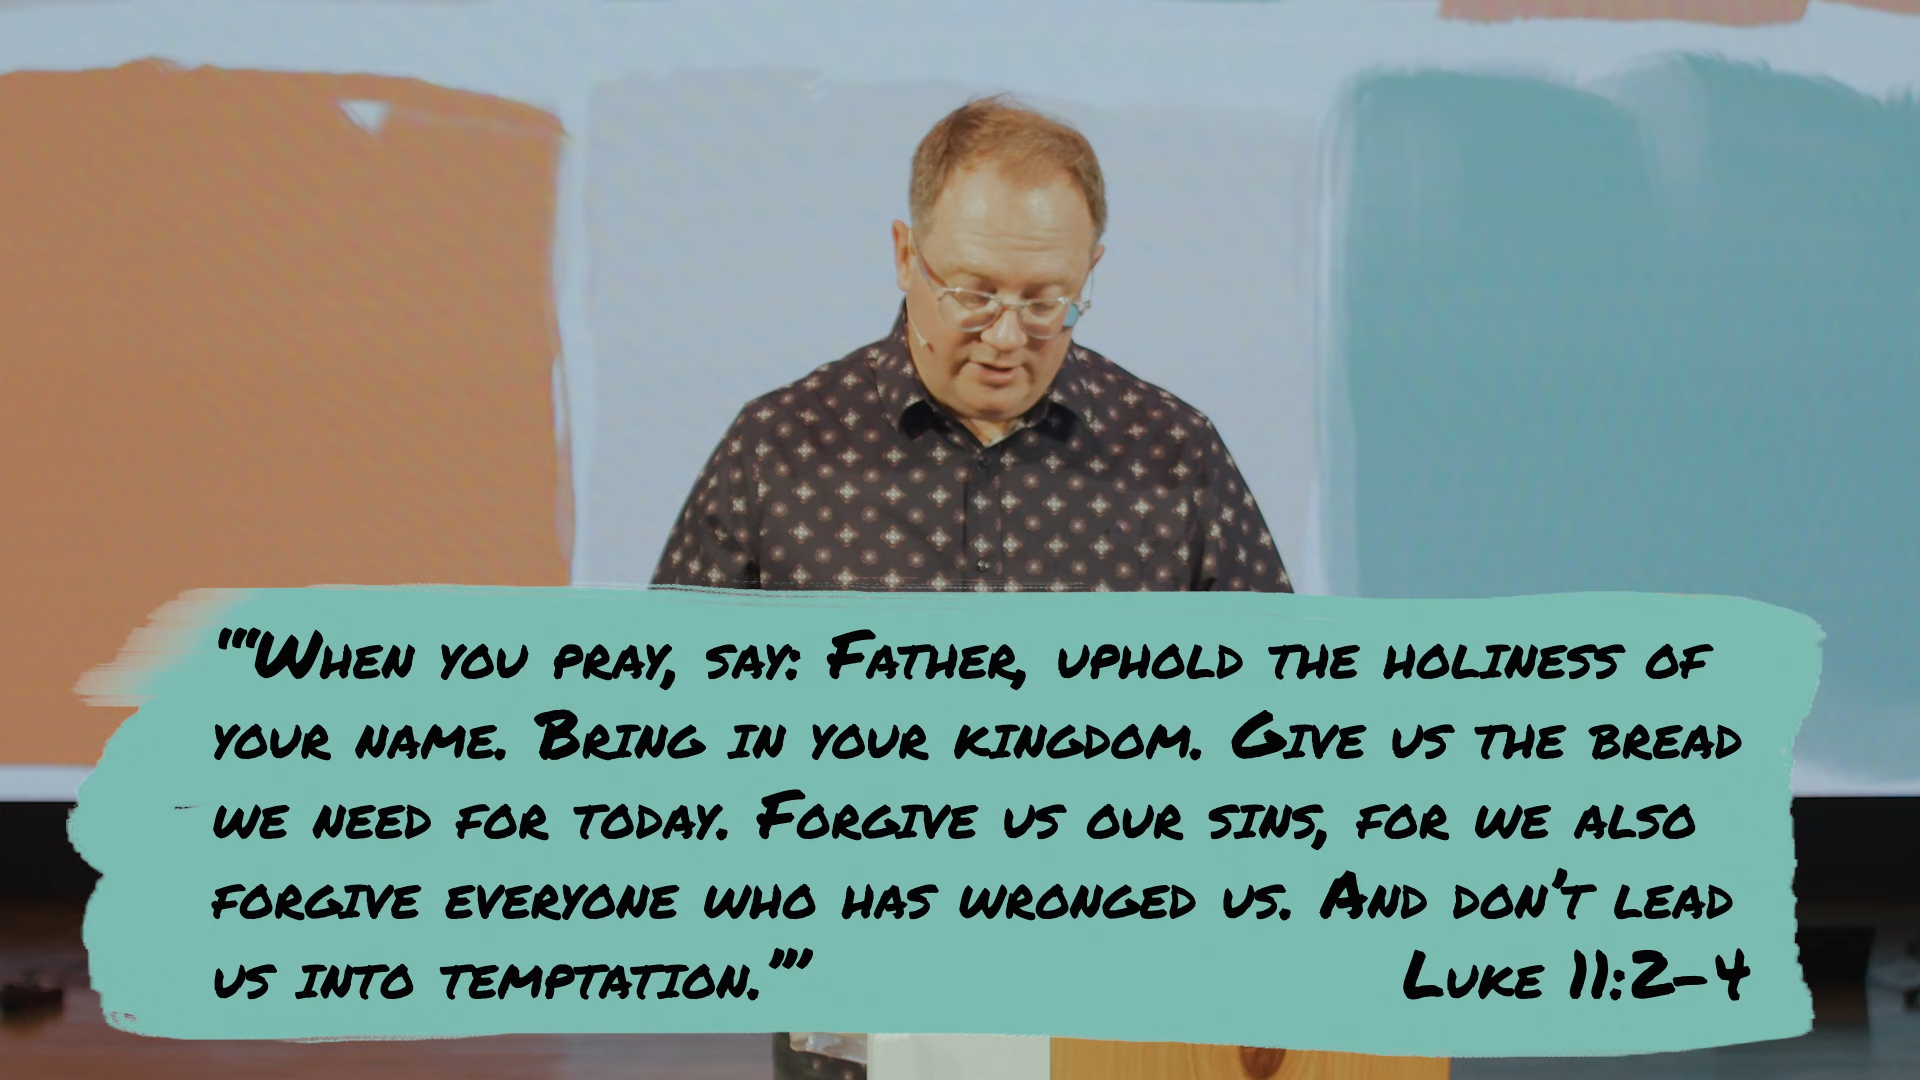 “‘When you pray, say: Father, uphold the holiness of
your name. Bring in your kingdom. Give us the bread
we need for today. Forgive us our sins, for we also
forgive everyone who has wronged us. And don’t lead
us into temptation.’”
Luke 11:2-4